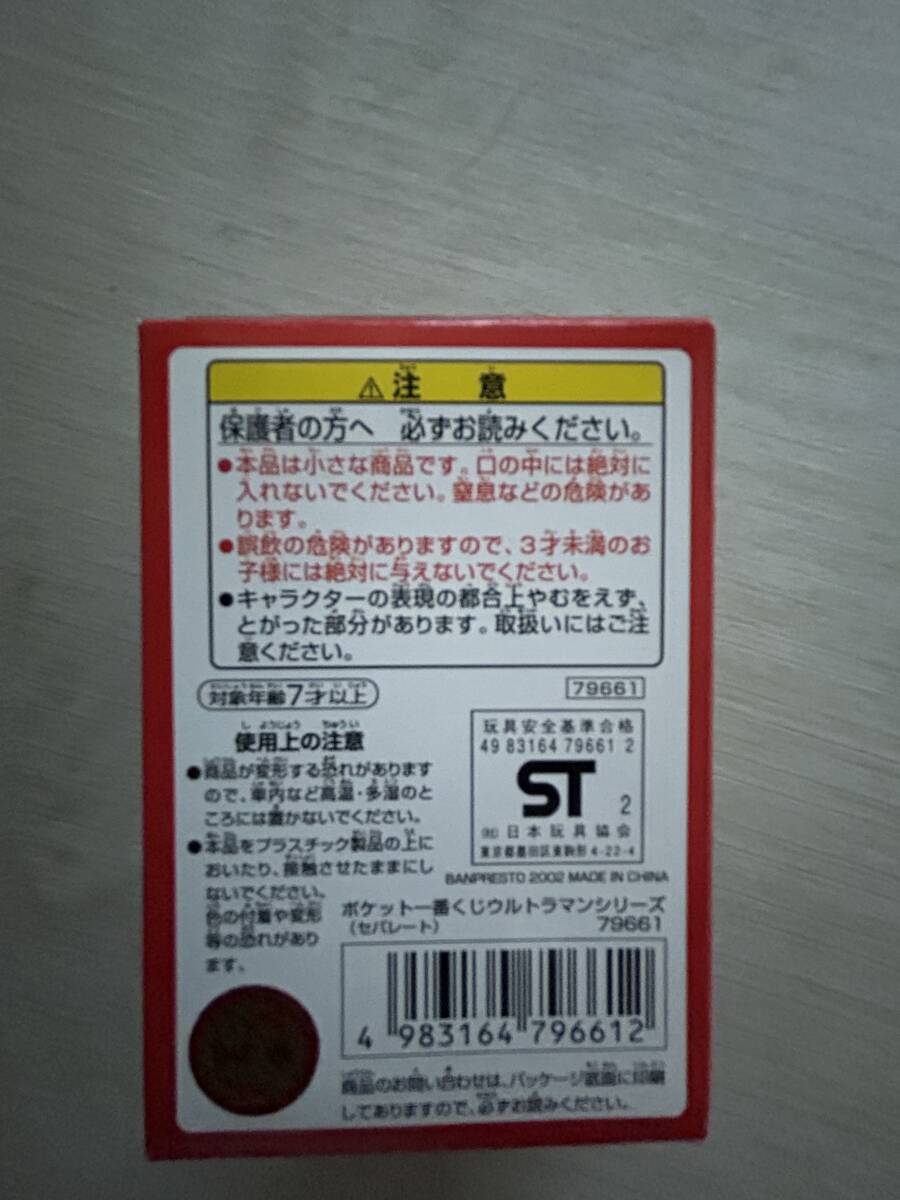 ⚠注 意
保護者の方へ 必ずお読みください。
●本品は小さな商品です。口の中には絶対に
入れないでください。窒息などの危険があ
ります。
●誤飲の危険がありますので、3才未満のお
子様には絶対に与えないでください。
●キャラクターの表現の都合上やむをえず、
とがった部分があります。取扱いにはご注
意ください。
対象年齢7才以上
79661
使用上の注意
●商品が変形する恐れがあります
ので、車内など高温・多湿のと
ころには置かないでください。
●本品をプラスチック製品の上に
おいたり、接触させたままにし
ないでください。
色の付着や変形
等の恐れがあり
ます。
玩具安全基準合格
49 83164 79661 2
ST 2
(社)日本玩具協会
東京都墨田区東駒形4-22-4
BANPRESTO 2002 MADE IN CHINA
ポケット一番くじウルトラマンシリーズ
(セパレート) 79661
4 983164 796612
商品のお問い合わせは、パッケージ底面に印刷
してありますので、必ずお読みください。